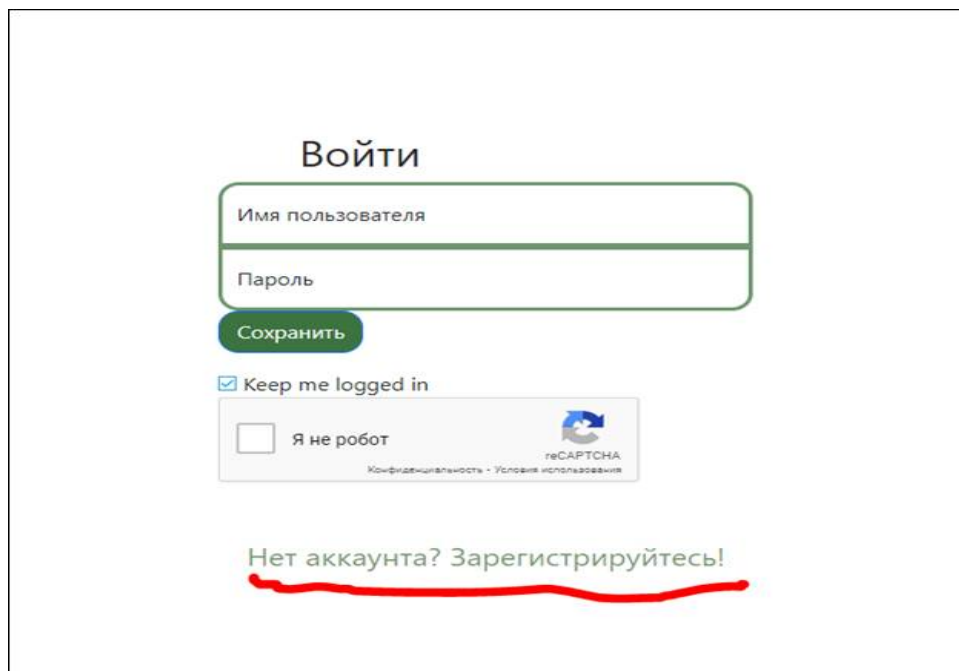 Войти
Имя пользователя
Пароль
Сохранить
Keep me logged in
Я не робот
reCAPTCHA
Конфиденциальность - Условия использования
Нет аккаунта? Зарегистрируйтесь!